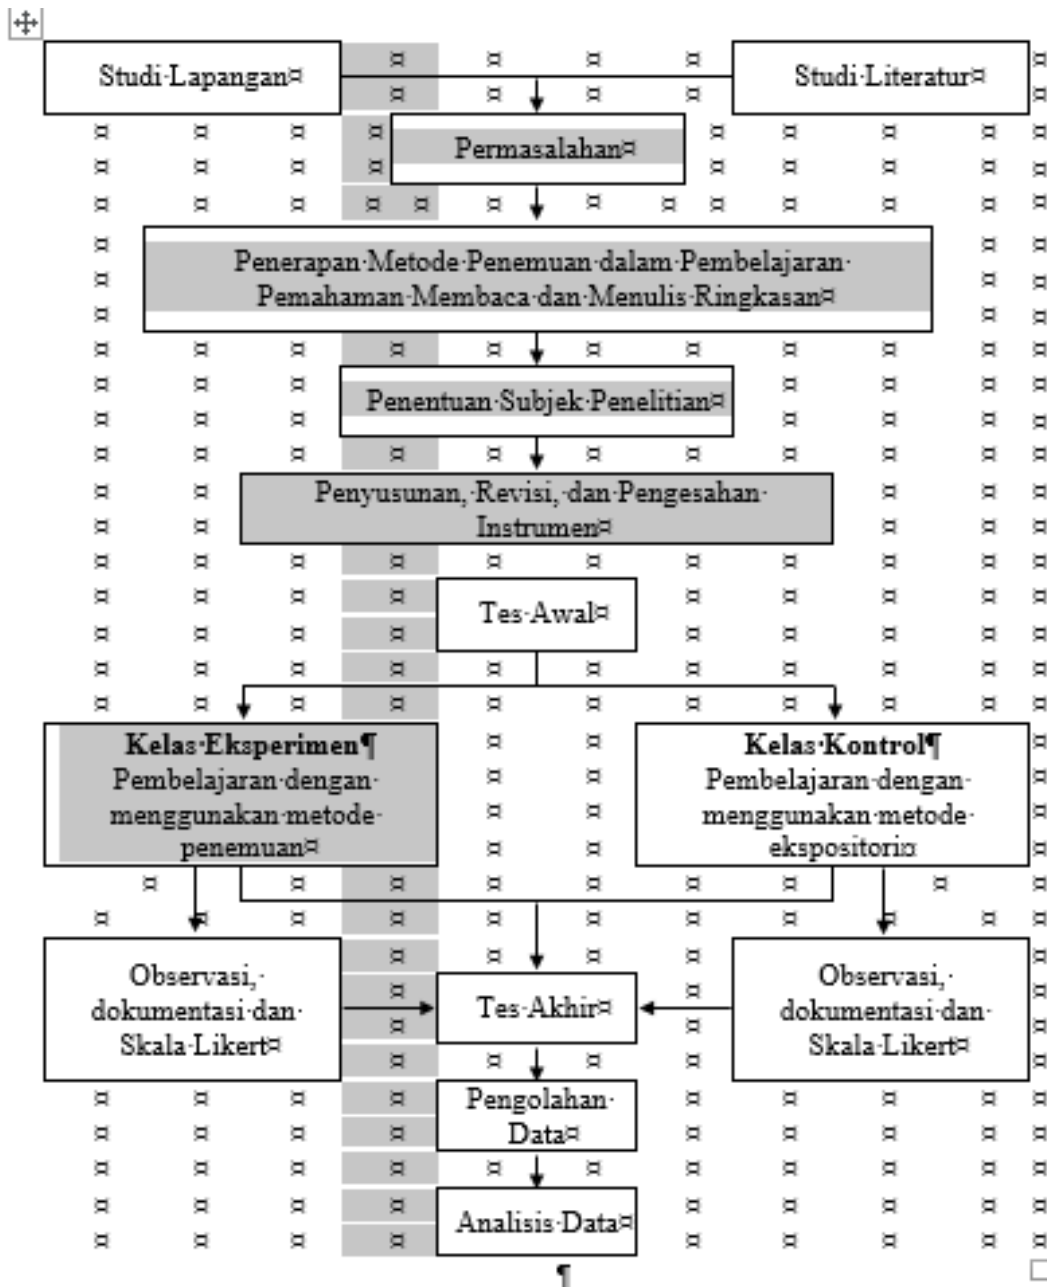 Studi Lapangan
Studi Literatur
Permasalahan
Penerapan Metode Penemuan dalam Pembelajaran
Pemahaman Membaca dan Menulis Ringkasan
Penentuan Subjek Penelitian
Penyusunan, Revisi, dan Pengesahan
Instrumen
Tes Awal
Kelas Eksperimen
Pembelajaran dengan
menggunakan metode
penemuan
Kelas Kontrol
Pembelajaran dengan
menggunakan metode
ekspositori
Observasi,
dokumentasi dan
Skala Likert
Tes Akhir
Observasi,
dokumentasi dan
Skala Likert
Pengolahan
Data
Analisis Data